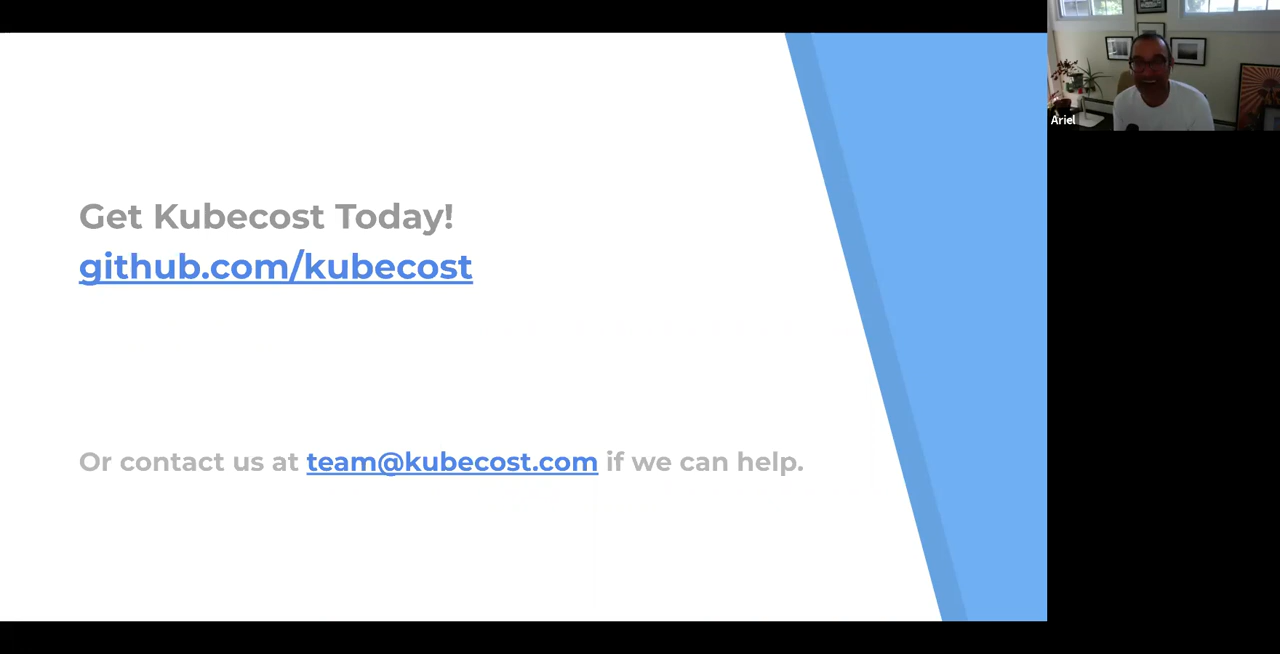 Get Kubecost Today!
github.com/kubecost
Or contact us at team@kubecost.com if we can help.
Ariel